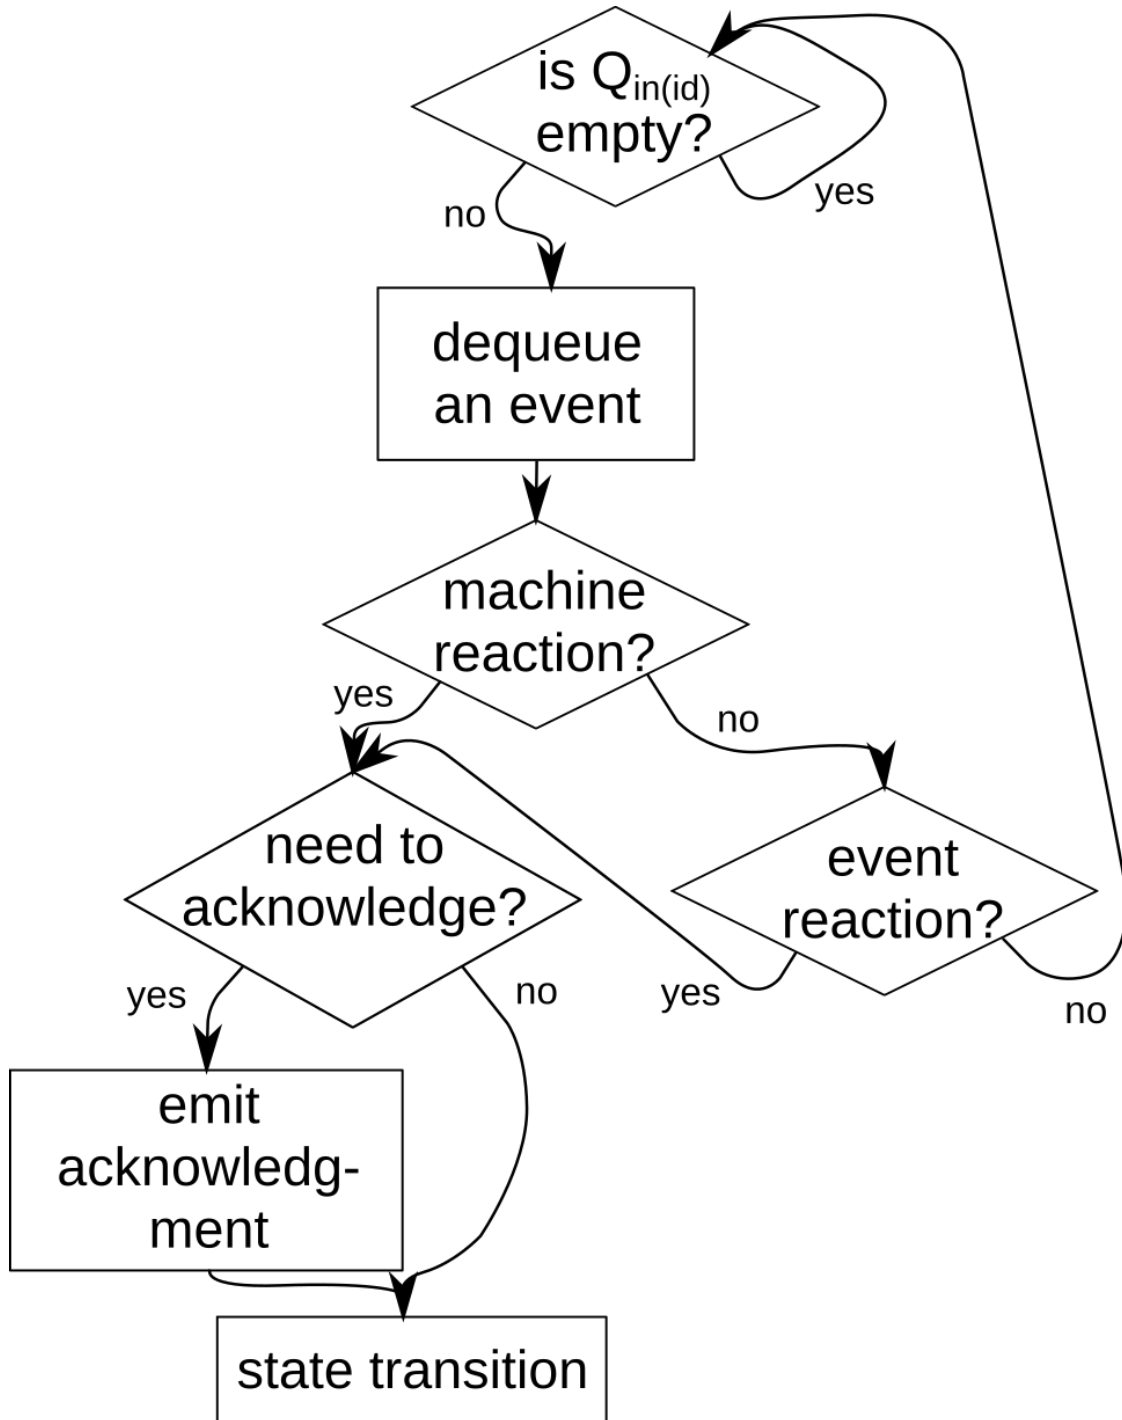 is Qin(id)
empty?
yes
no
dequeue
an event
machine
reaction?
yes
no
need to
acknowledge?
event
reaction?
yes
no
yes
no
emit
acknowledg-
ment
state transition